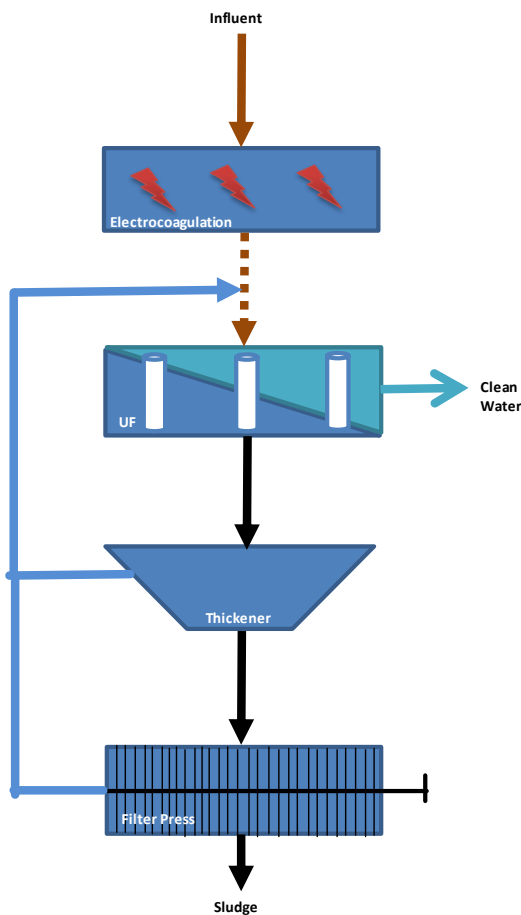 Influent
Electrocoagulation
Clean
Water
UF
Thickener
Filter Press
Sludge